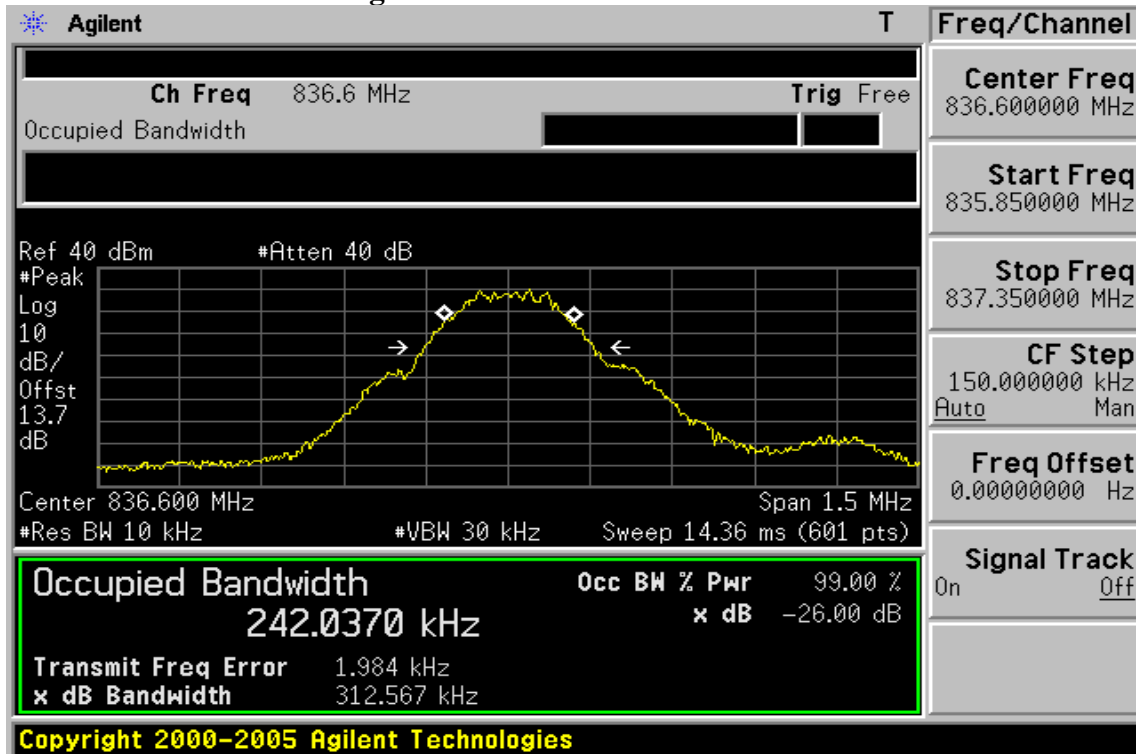 Agilent T
Freq/Channel
Ch Freq 836.6 MHz Trig Free
Occupied Bandwidth
Center Freq
836.600000 MHz
Start Freq
835.850000 MHz
Stop Freq
837.350000 MHz
CF Step
150.000000 kHz
Auto Man
Freq Offset
0.00000000 Hz
Signal Track
On Off
Ref 40 dBm #Atten 40 dB
#Peak
Log
10
dB/
Offst
13.7
dB
Center 836.600 MHz Span 1.5 MHz
#Res BW 10 kHz #VBW 30 kHz Sweep 14.36 ms (601 pts)
Occupied Bandwidth
242.0370 kHz
Occ BW % Pwr 99.00 %
x dB -26.00 dB
Transmit Freq Error 1.984 kHz
x dB Bandwidth 312.567 kHz
Copyright 2000-2005 Agilent Technologies